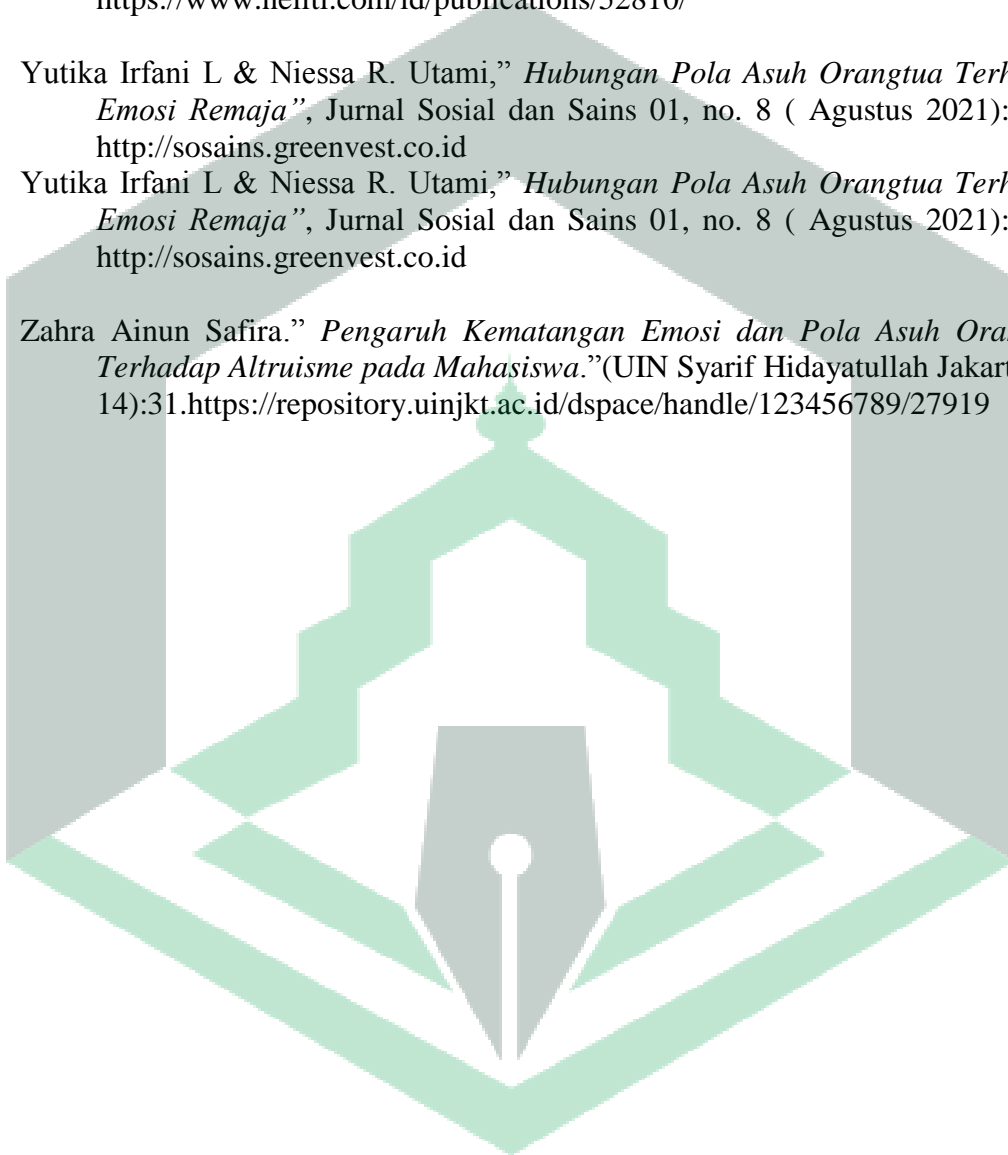 https://www.neliti.com/id/publications/52810/
Yutika Irfani L & Niessa R. Utami,” Hubungan Pola Asuh Orangtua
Emosi Remaja”, Jurnal Sosial dan Sains 01, no. 8 ( Agustus 2021):
http://sosains.greenvest.co.id
Yutika Irfani L & Niessa R. Utami,” Hubungan Pola Asuh Orangtua
Emosi Remaja”, Jurnal Sosial dan Sains 01, no. 8 ( Agustus 2021):
http://sosains.greenvest.co.id
Zahra Ainun Safira.” Pengaruh Kematangan Emosi dan Pola Asuh
Terhadap Altruisme pada Mahasiswa.”(UIN Syarif Hidayatullah
14):31.https://repository.uinjkt.ac.id/dspace/handle/123456789/27919